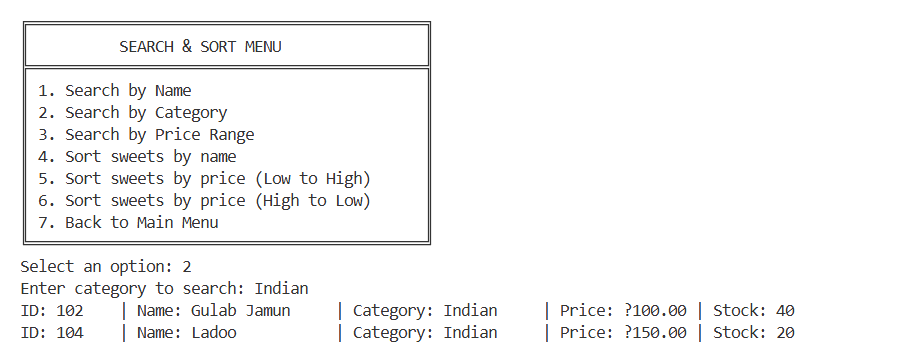 SEARCH & SORT MENU
1. Search by Name
2. Search by Category
3. Search by Price Range
4. Sort sweets by name
5. Sort sweets by price (Low to High)
6. Sort sweets by price (High to Low)
7. Back to Main Menu
Select an option: 2
Enter category to search: Indian
ID: 102 | Name: Gulab Jamun | Category: Indian | Price: ?100.00 | Stock: 40
ID: 104 | Name: Ladoo | Category: Indian | Price: ?150.00 | Stock: 20